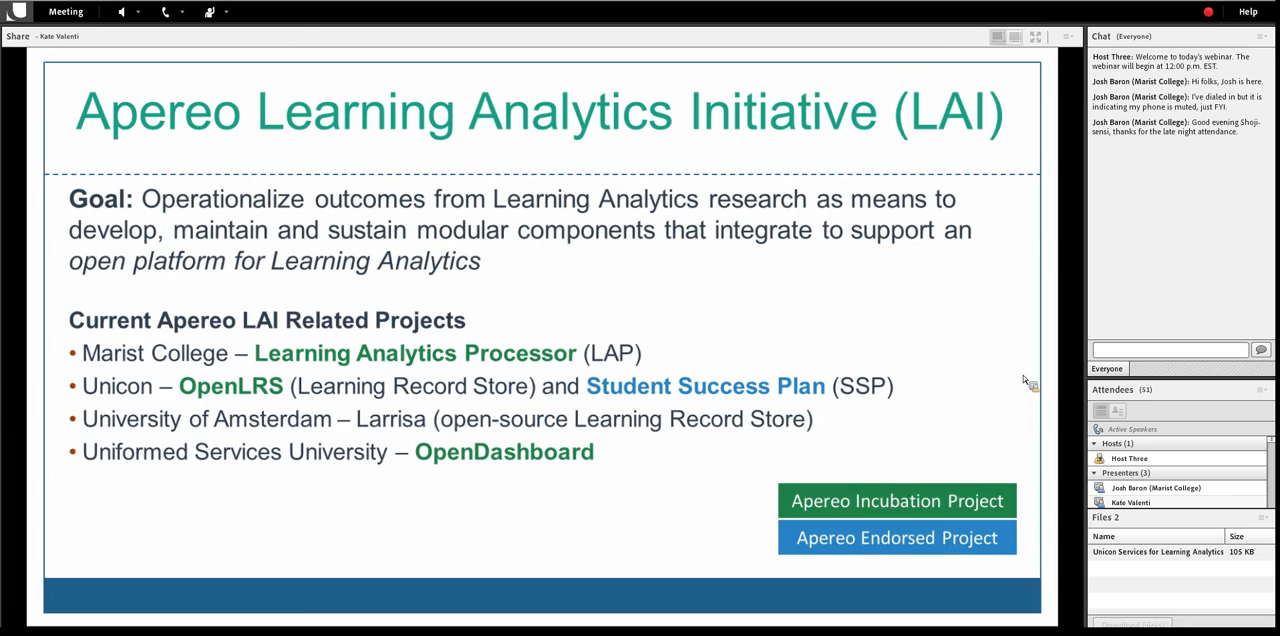 Meeting
Help
Share - Kate Valenti
Apereo Learning Analytics Initiative (LAI)
Goal: Operationalize outcomes from Learning Analytics research as means to
develop, maintain and sustain modular components that integrate to support an
open platform for Learning Analytics
Current Apereo LAI Related Projects
• Marist College – Learning Analytics Processor (LAP)
• Unicon – OpenLRS (Learning Record Store) and Student Success Plan (SSP)
• University of Amsterdam – Larrisa (open-source Learning Record Store)
• Uniformed Services University – OpenDashboard
Apereo Incubation Project
Apereo Endorsed Project
Chat (Everyone)
Host Three: Welcome to today's webinar. The
webinar will begin at 12:00 p.m. EST.
Josh Baron (Marist College): Hi folks, Josh is here.
Josh Baron (Marist College): I've dialed in but it is
indicating my phone is muted, just FYI.
Josh Baron (Marist College): Good evening Shoji-
sensi, thanks for the late night attendance.
Everyone
Attendees (51)
Active Speakers
Hosts (1)
Host Three
Presenters (3)
Josh Baron (Marist College)
Kate Valenti
Files 2
Name Size
Unicon Services for Learning Analytics 105 KB
Download File(s)